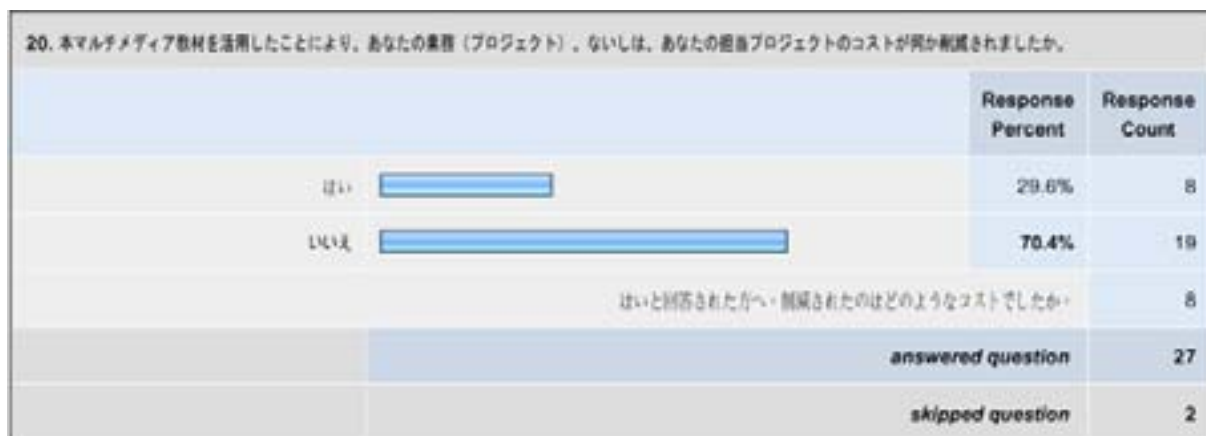 20. 本マルチメディア教材を活用したことにより、あなたの業務（プロジェクト）、ないしは、あなたの担当プロジェクトのコストが何か削減されましたか。
Response Percent
Response Count
はい 29.6% 8
いいえ 70.4% 19
はいと回答された方へ・削減されたのはどのようなコストでしたか・ 8
answered question 27
skipped question 2